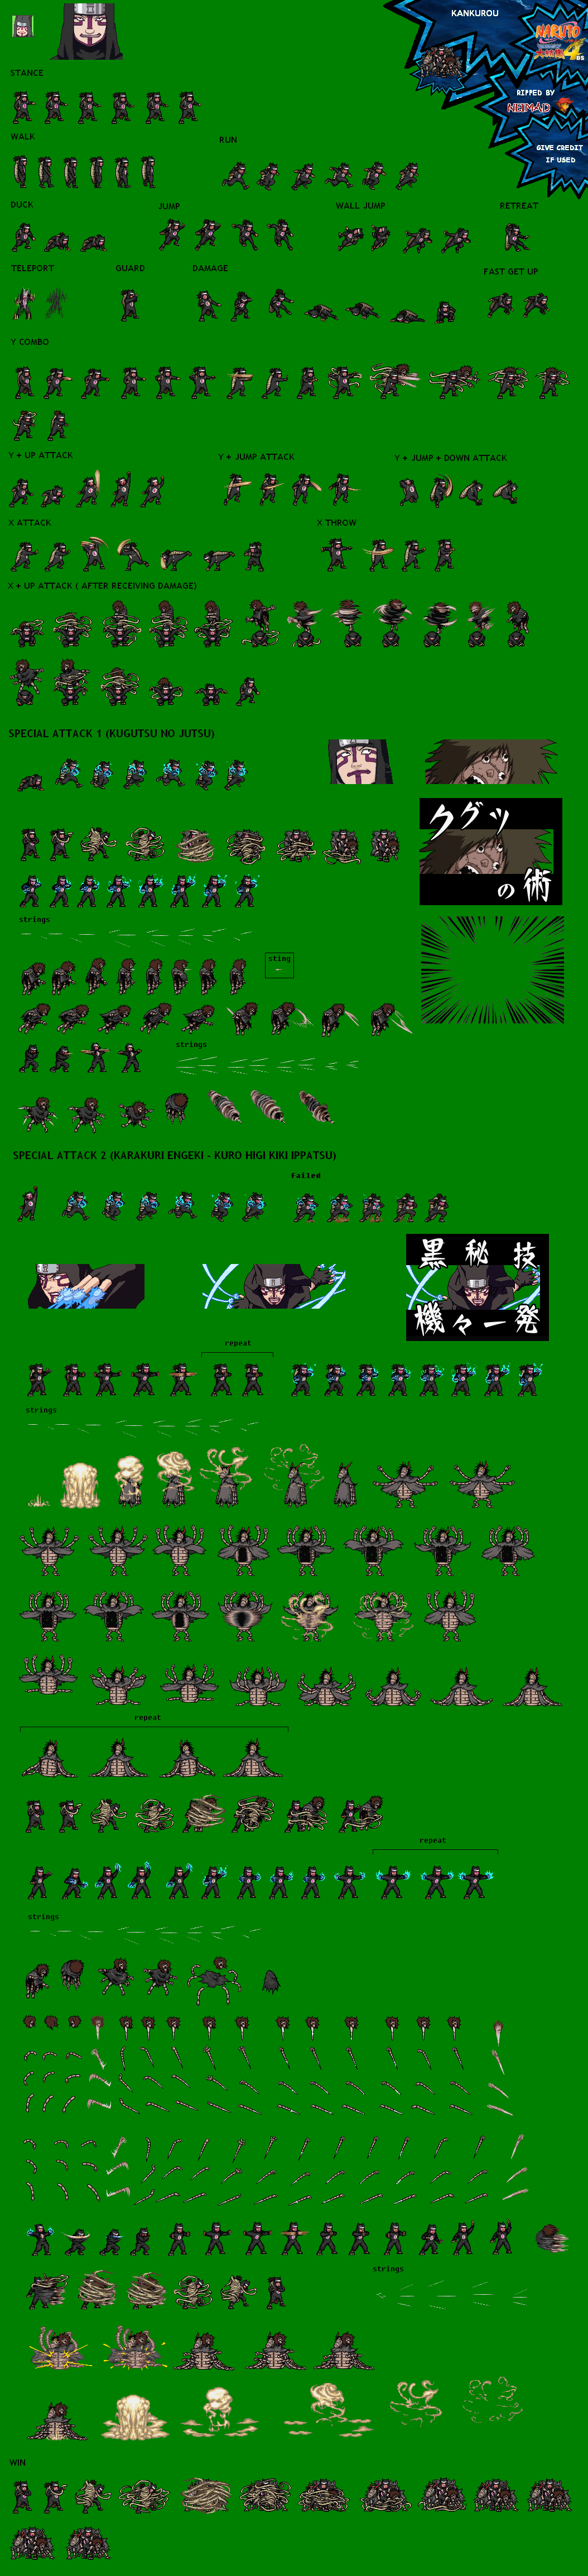 KANKUROU
NARUTO
4
DS
RIPPED BY
NEIMAD
GIVE CREDIT
IF USED
STANCE
WALK
RUN
DUCK
JUMP
WALL JUMP
RETREAT
TELEPORT
GUARD
DAMAGE
FAST GET UP
Y COMBO
Y + UP ATTACK
Y + JUMP ATTACK
Y + JUMP + DOWN ATTACK
X ATTACK
X THROW
X + UP ATTACK ( AFTER RECEIVING DAMAGE)
SPECIAL ATTACK 1 (KUGUTSU NO JUTSU)
クグツ
の術
strings
sting
strings
SPECIAL ATTACK 2 (KARAKURI ENGEKI - KURO HIGI KIKI IPPATSU)
failed
黒秘技
機々一発
repeat
strings
repeat
repeat
strings
strings
WIN